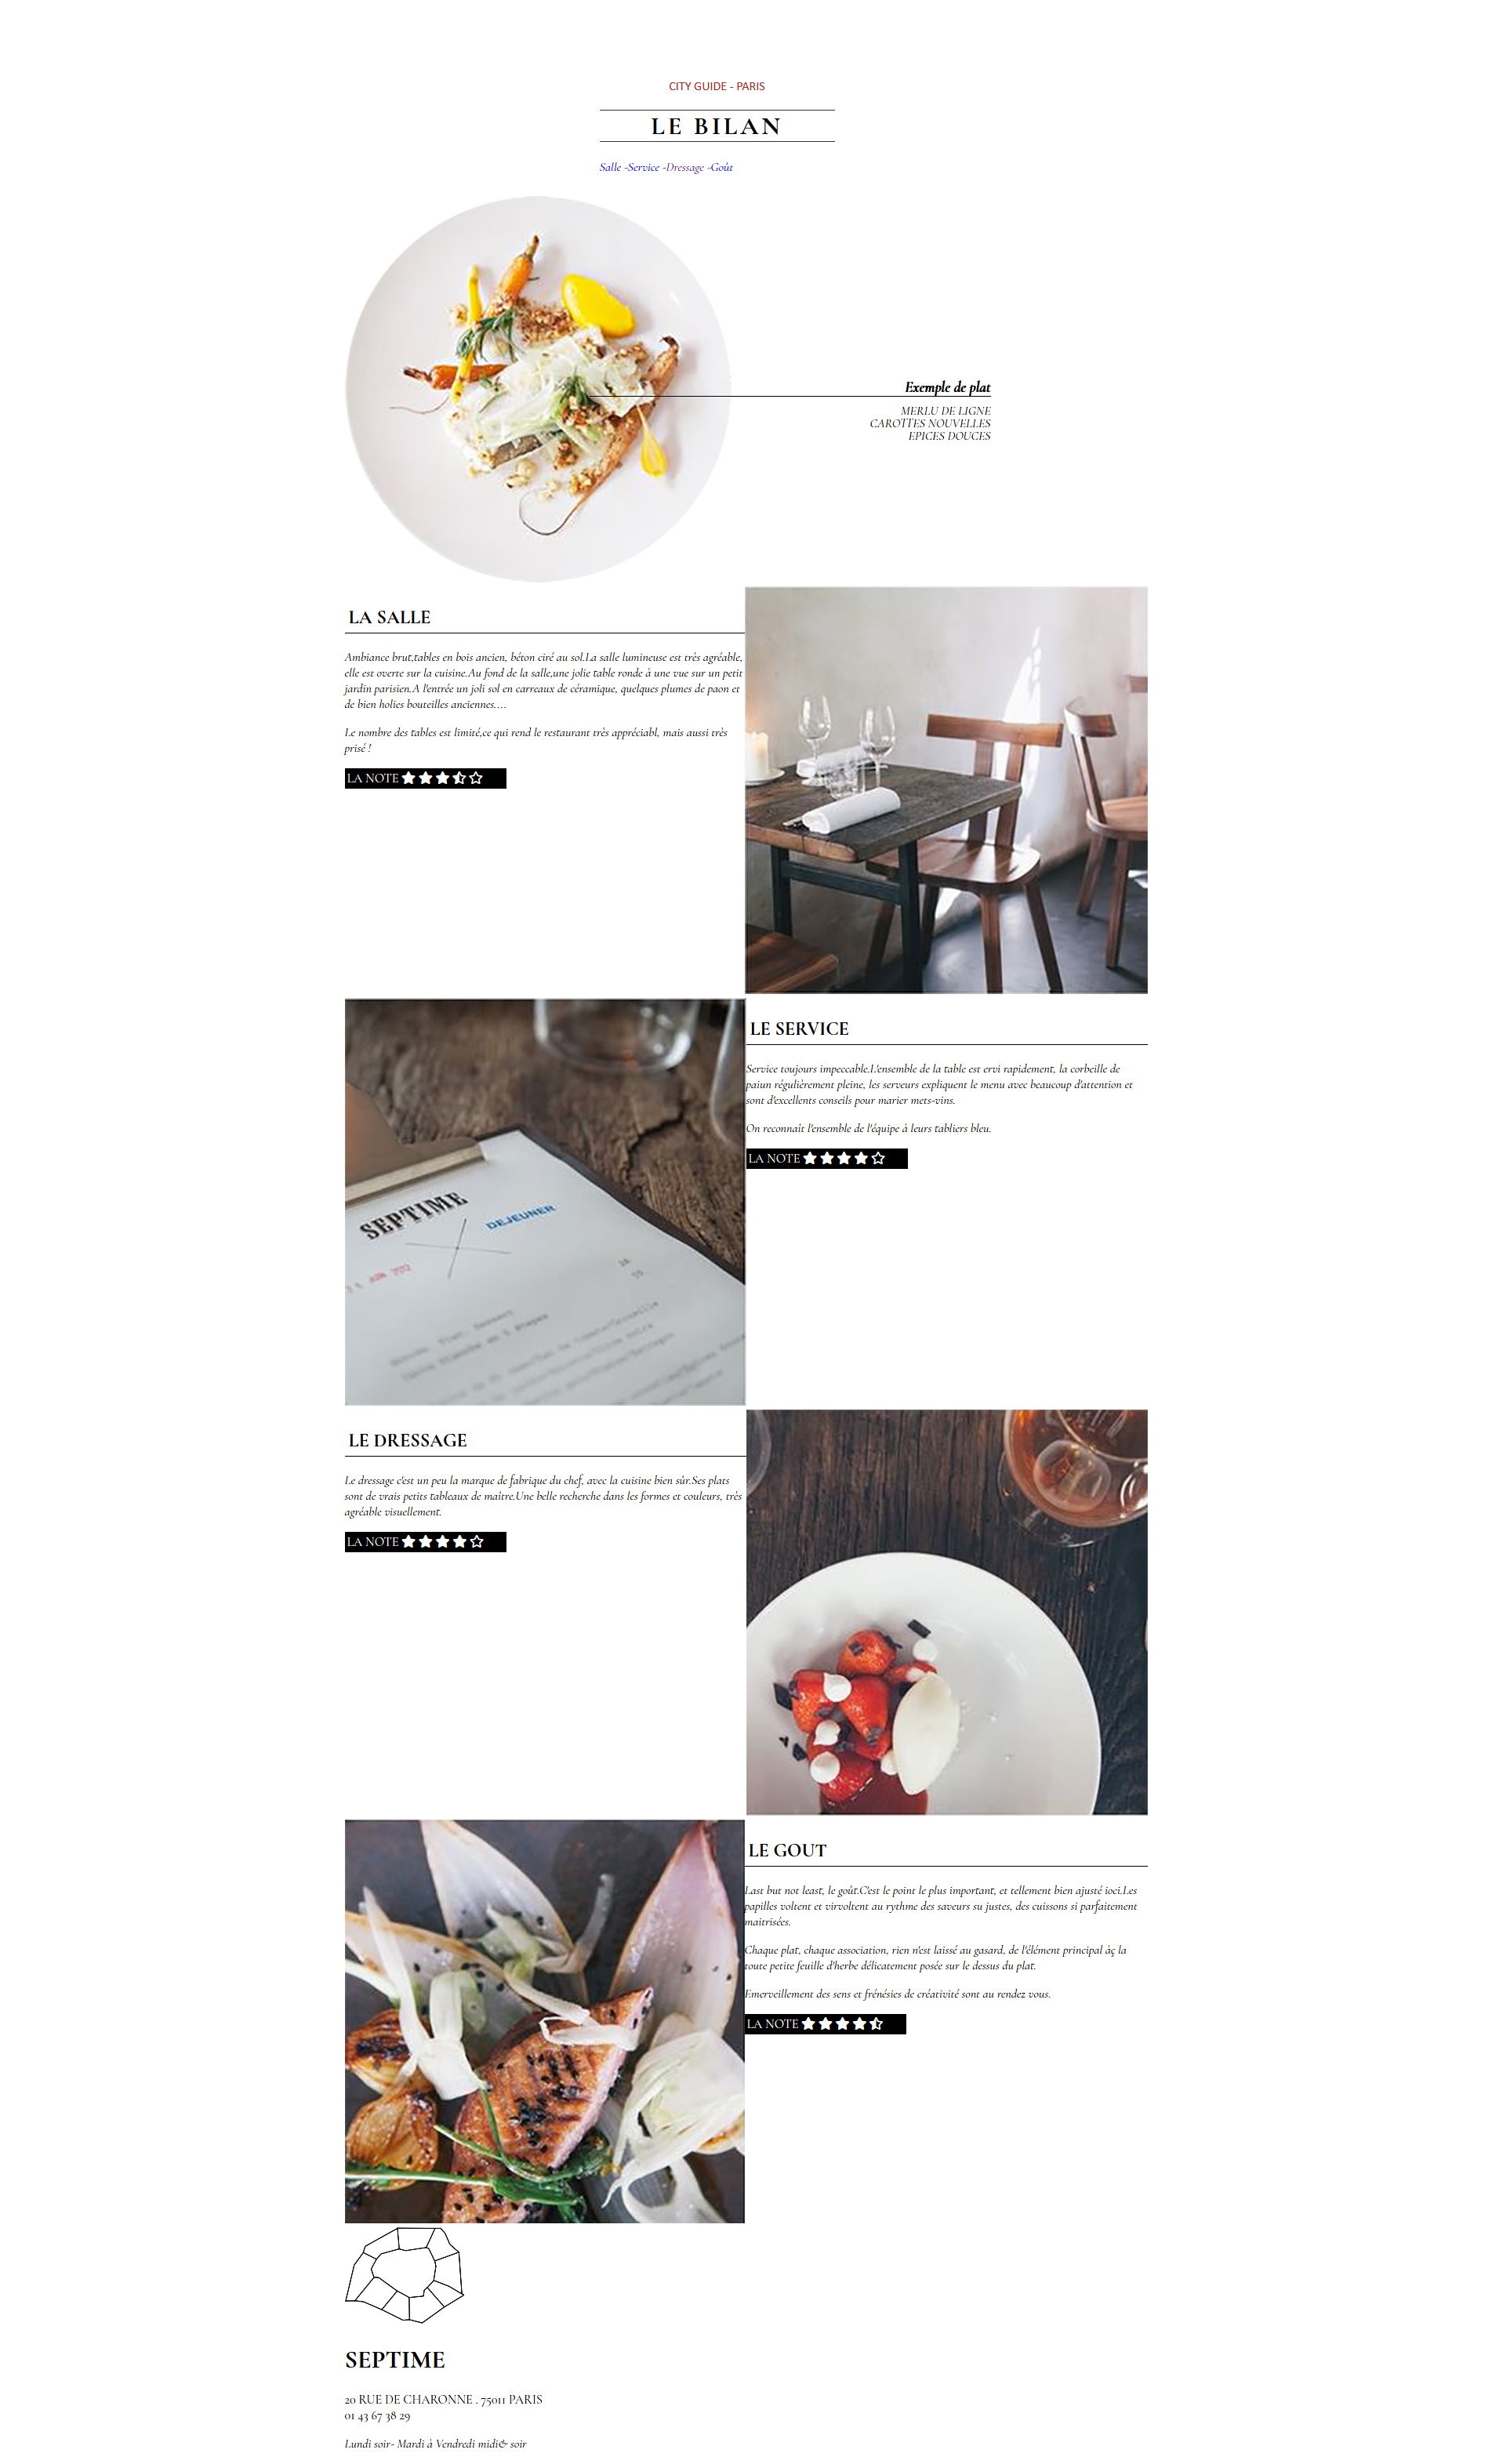 CITY GUIDE - PARIS
LE BILAN
Salle -Service -Dressage -Goût
Exemple de plat
MERLU DE LIGNE
CAROTTES NOUVELLES
EPICES DOUCES
LA SALLE
Ambiance brut,tables en bois ancien, béton ciré au sol.La salle lumineuse est très agréable,
elle est overte sur la cuisine.Au fond de la salle,une jolie table ronde à une vue sur un petit
jardin parisien.A l'entrée un joli sol en carreaux de céramique, quelques plumes de paon et
de bien holies bouteilles anciennes....
Le nombre des tables est limité,ce qui rend le restaurant très appréciabl, mais aussi très
prisé !
LA NOTE
SEPTIME
DEJEUNER
LE SERVICE
Service toujours impeccable.L'ensemble de la table est ervi rapidement, la corbeille de
paiun régulièrement pleine, les serveurs expliquent le menu avec beaucoup d'attention et
sont d'excellents conseils pour marier mets-vins.
On reconnaît l'ensemble de l'équipe à leurs tabliers bleu.
LA NOTE
LE DRESSAGE
Le dressage c'est un peu la marque de fabrique du chef, avec la cuisine bien sûr.Ses plats
sont de vrais petits tableaux de maître.Une belle recherche dans les formes et couleurs, très
agréable visuellement.
LA NOTE
LE GOUT
Last but not least, le goût.C'est le point le plus important, et tellement bien ajusté ioci.Les
papilles voltent et virvoltent au rythme des saveurs su justes, des cuissons si parfaitement
maitrisées.
Chaque plat, chaque association, rien n'est laissé au gasard, de l'élément principal àç la
toute petite feuille d'herbe délicatement posée sur le dessus du plat.
Emerveillement des sens et frénésies de créativité sont au rendez vous.
LA NOTE
SEPTIME
20 RUE DE CHARONNE . 75011 PARIS
01 43 67 38 29
Lundi soir- Mardi à Vendredi midi& soir